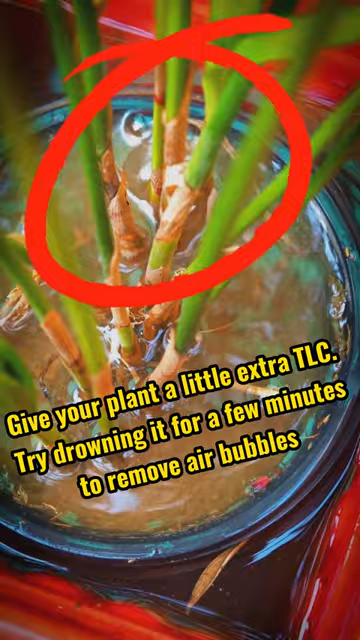 Give your plant a little extra TLC.
Try drowning it for a few minutes
to remove air bubbles